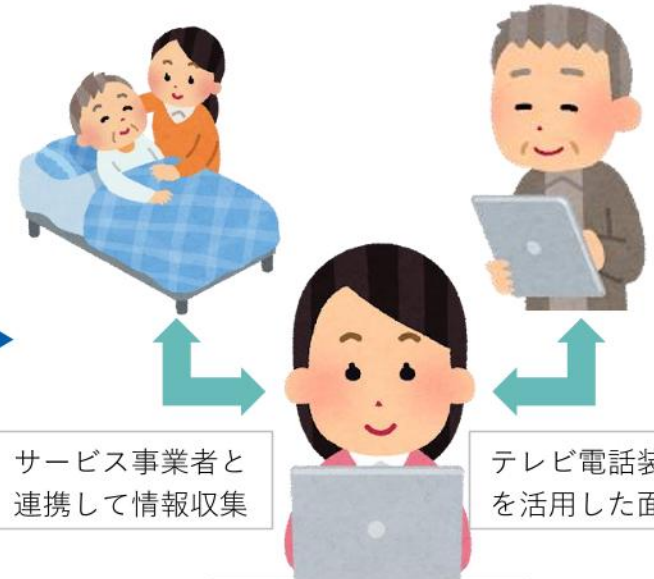 サービス事業者と
連携して情報収集
テレビ電話装
を活用した面